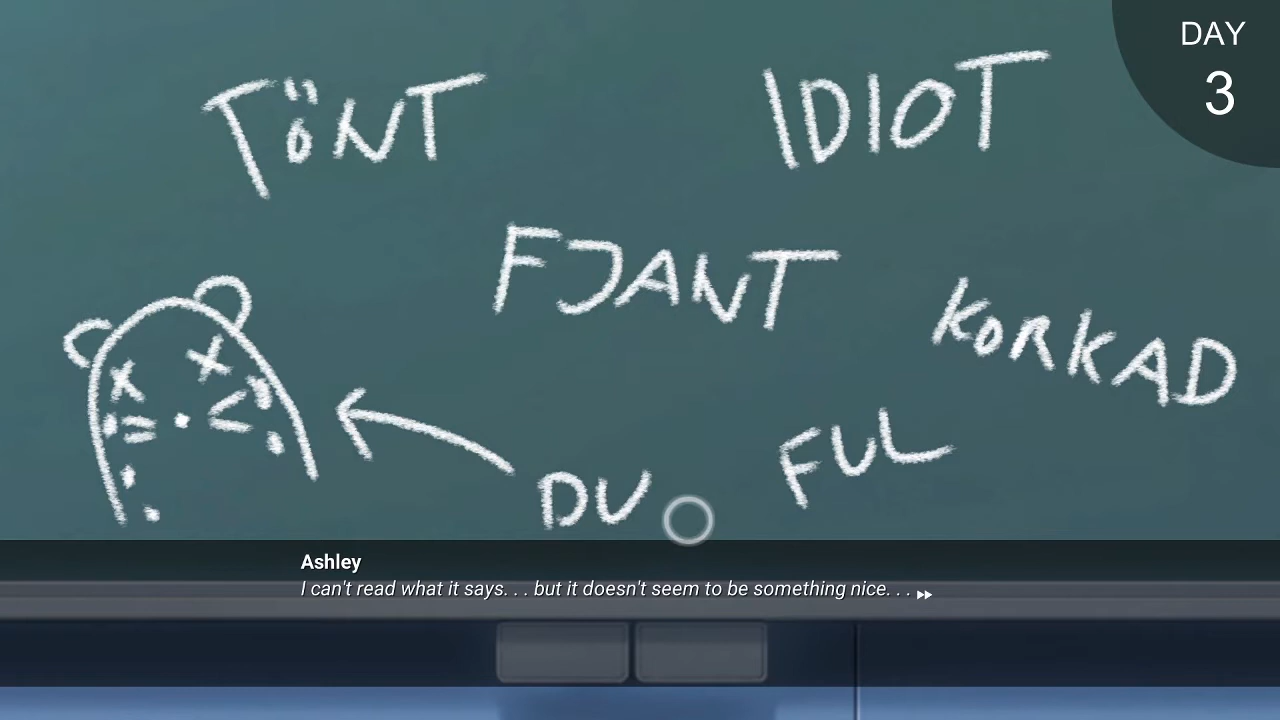 DAY
3
TÖNT
IDIOT
FJANT
KORKAD
FUL
DU
Ashley
I can't read what it says. . . but it doesn't seem to be something nice. . .